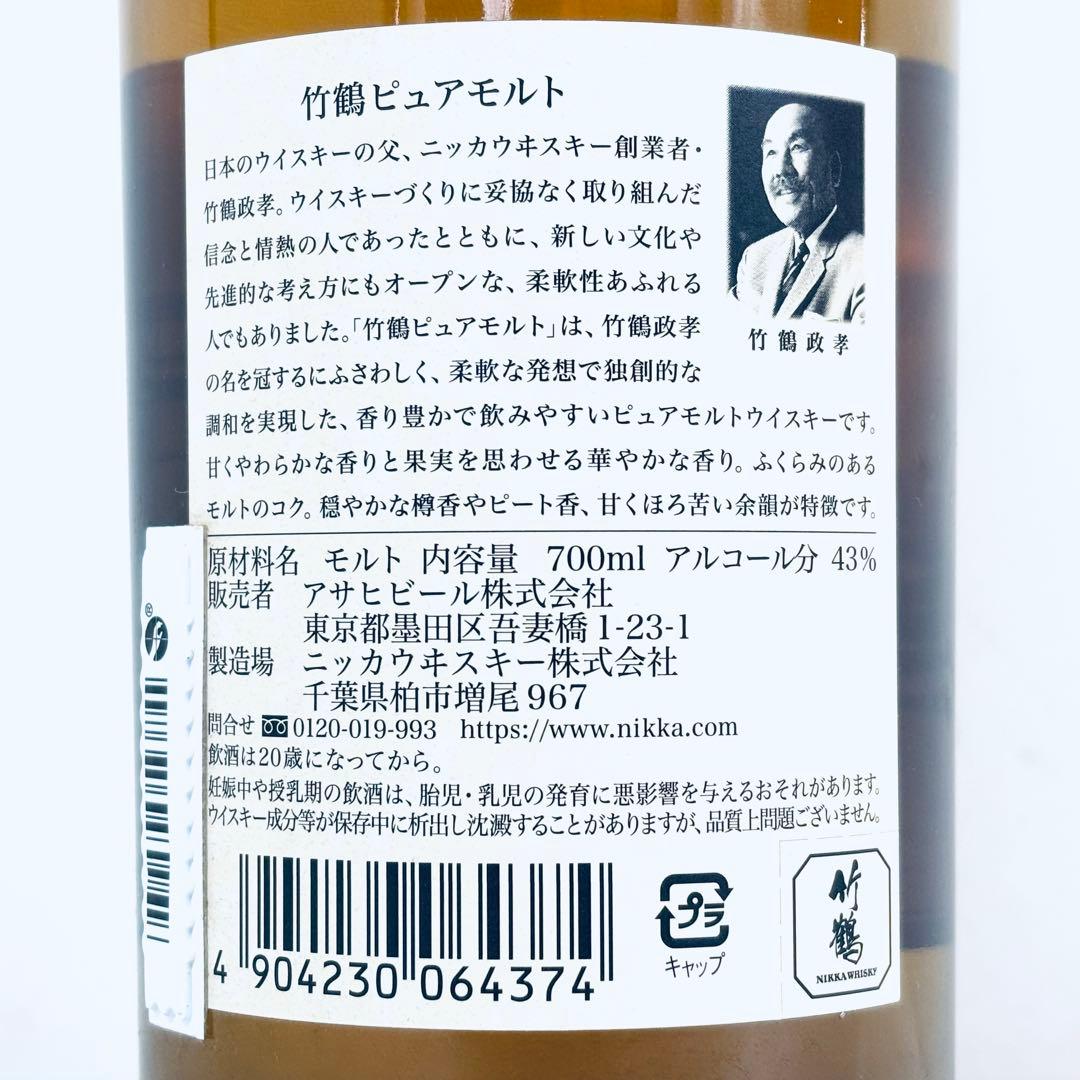 竹鶴ピュアモルト
日本のウイスキーの父、ニッカウヰスキー創業者・
竹鶴政孝。ウイスキーづくりに妥協なく取り組んだ
信念と情熱の人であったとともに、新しい文化や
先進的な考え方にもオープンな、柔軟性あふれる
人でもありました。「竹鶴ピュアモルト」は、竹鶴政孝
の名を冠するにふさわしく、柔軟な発想で独創的な
調和を実現した、香り豊かで飲みやすいピュアモルトウイスキーです。
甘くやわらかな香りと果実を思わせる華やかな香り。ふくらみのある
モルトのコク。穏やかな樽香やピート香、甘くほろ苦い余韻が特徴です。
竹鶴政孝
原材料名 モルト 内容量 700ml アルコール分 43%
販売者 アサヒビール株式会社
東京都墨田区吾妻橋1-23-1
製造場 ニッカウヰスキー株式会社
千葉県柏市増尾967
問合せ 0120-019-993 https://www.nikka.com
飲酒は20歳になってから。
妊娠中や授乳期の飲酒は、胎児・乳児の発育に悪影響を与えるおそれがあります。
ウイスキー成分等が保存中に析出し沈澱することがありますが、品質上問題ございません。
4 904230 064374
プラ
キャップ
竹鶴
NIKKA WHISKY